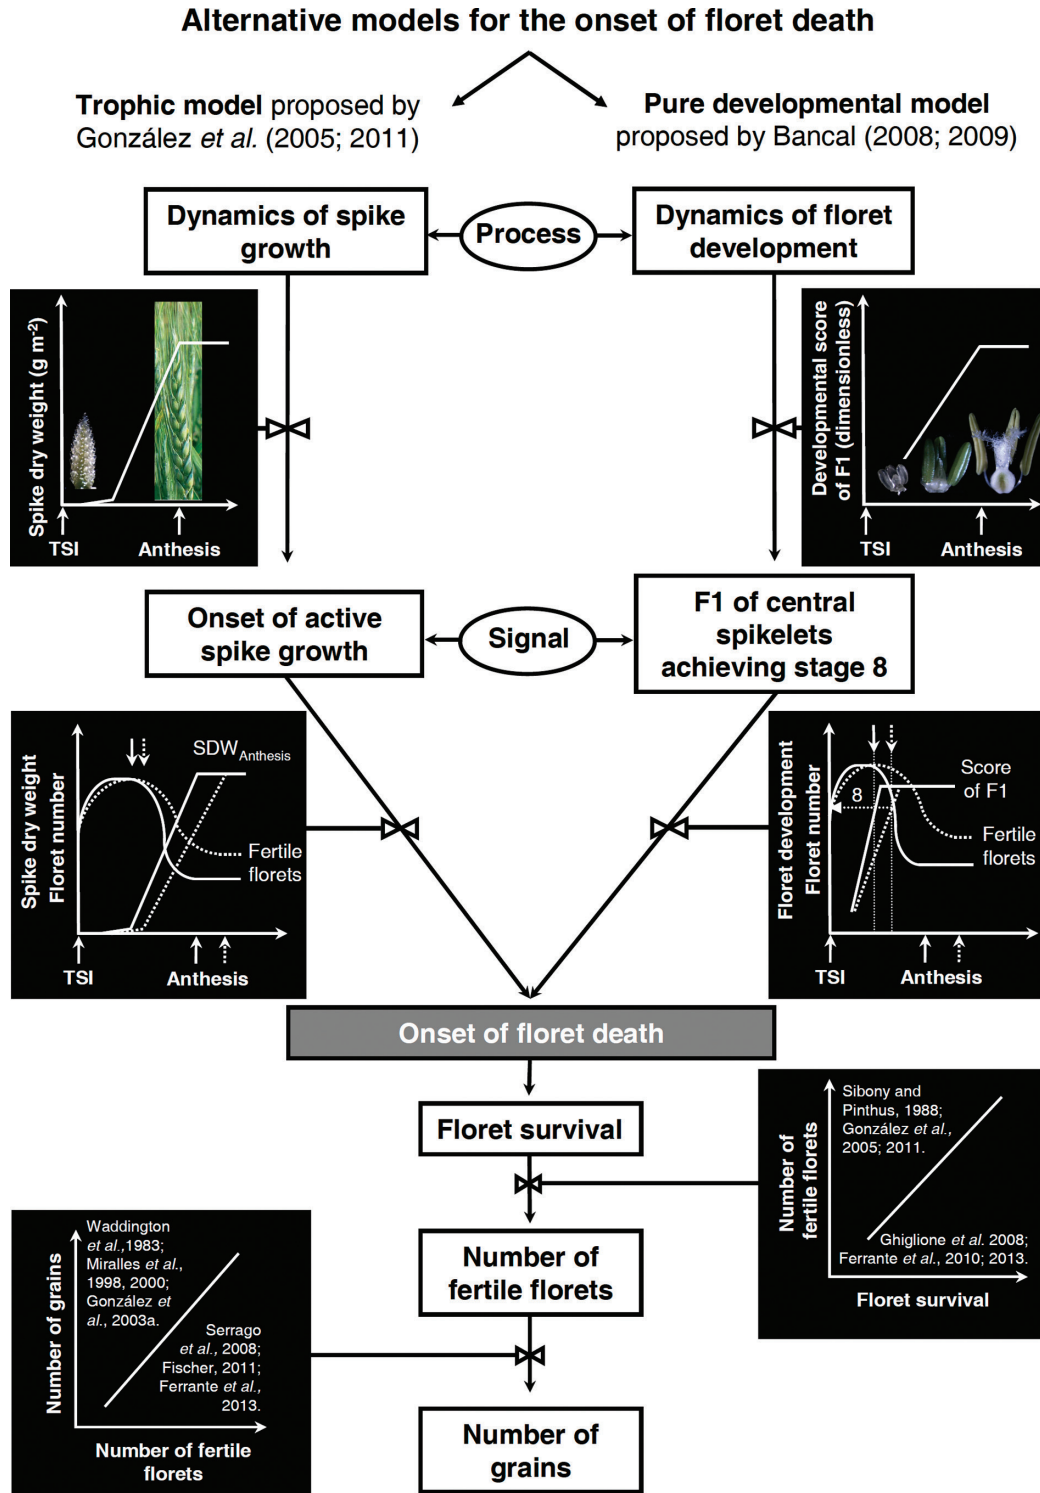 Alternative models for the onset of floret death
Trophic model proposed by
González et al. (2005; 2011)
Pure developmental model
proposed by Bancal (2008; 2009)
Dynamics of spike
growth
Process
Dynamics of floret
development
Spike dry weight (g m-2)
TSI
Anthesis
Developmental score
of F1 (dimensionless)
TSI
Anthesis
Onset of active
spike growth
Signal
F1 of central
spikelets
achieving stage 8
Spike dry weight
Floret number
SDWAnthesis
Fertile
florets
TSI
Anthesis
Floret development
Floret number
8
Score
of F1
Fertile
florets
TSI
Anthesis
Onset of floret death
Floret survival
Number of
fertile florets
Sibony and
Pinthus, 1988;
González et al.,
2005; 2011.
Ghiglione et al. 2008;
Ferrante et al., 2010; 2013.
Floret survival
Number of
fertile florets
Number of grains
Waddington
et al.,1983;
Miralles et al.,
1998, 2000;
González et
al., 2003a.
Serrago
et al., 2008;
Fischer, 2011;
Ferrante et al.,
2013.
Number of fertile
florets
Number of
grains